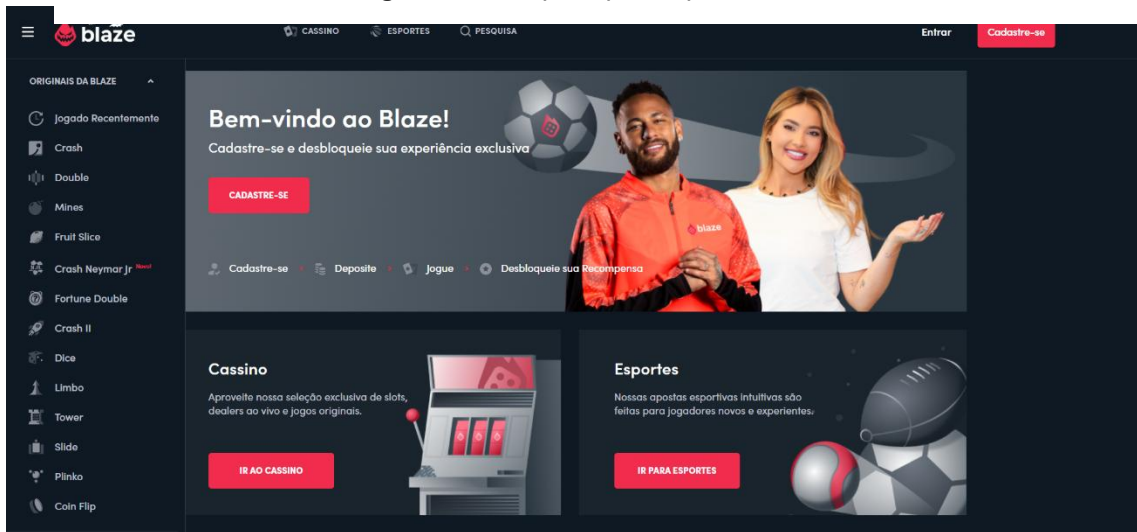 blaze
CASSINO
ESPORTES
PESQUISA
Entrar
Cadastre-se
ORIGINAIS DA BLAZE
Jogado Recentemente
Crash
Double
Mines
Fruit Slice
Crash Neymar Jr Novo!
Fortune Double
Crash II
Dice
Limbo
Tower
Slide
Plinko
Coin Flip
Bem-vindo ao Blaze!
Cadastre-se e desbloqueie sua experiência exclusiva
CADASTRE-SE
Cadastre-se
Deposite
Jogue
Desbloqueie sua Recompensa
blaze
Cassino
Aproveite nossa seleção exclusiva de slots,
dealers ao vivo e jogos originais.
IR AO CASSINO
Esportes
Nossas apostas esportivas intuitivas são
feitas para jogadores novos e experientes.
IR PARA ESPORTES